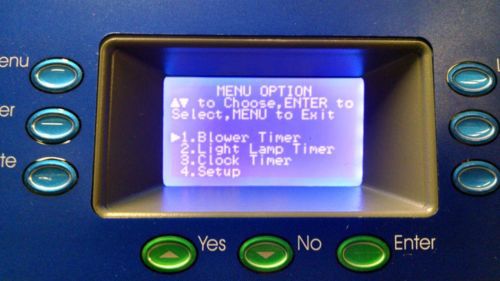 MENU OPTION
▲▼ to Choose,ENTER to
Select,MENU to Exit
▶1.Blower Timer
2.Light Lamp Timer
3.Clock Timer
4.Setup
Yes
No
Enter